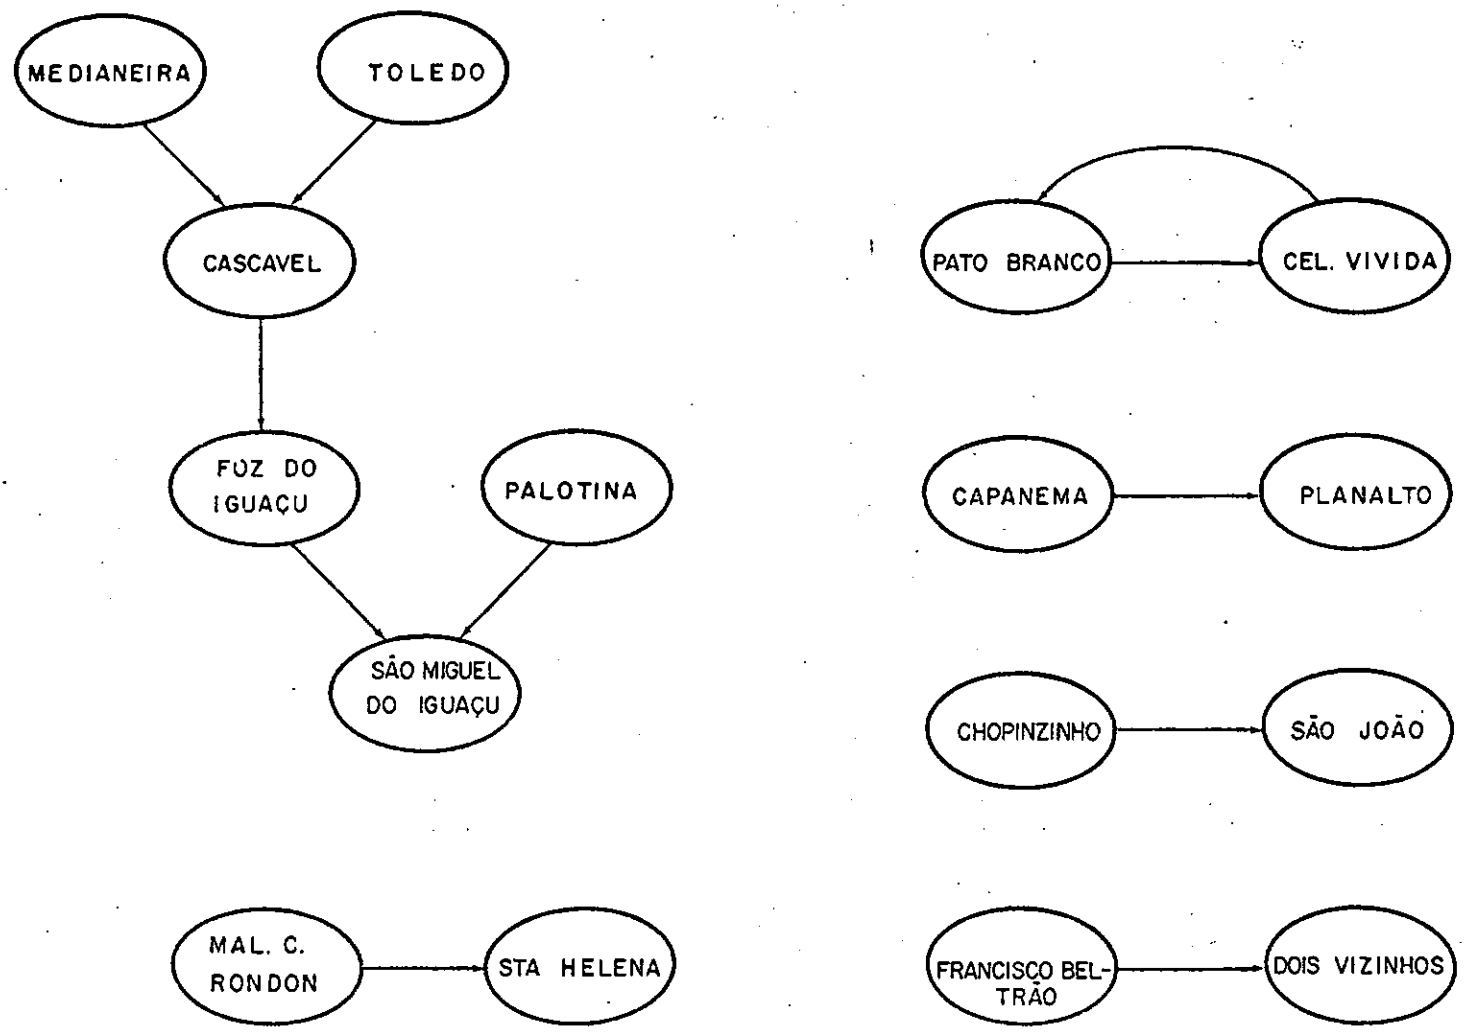 MEDIANEIRA
TOLEDO
CASCAVEL
FOZ DO
IGUAÇU
PALOTINA
SÃO MIGUEL
DO IGUAÇU
MAL. C.
RONDON
STA HELENA
PATO BRANCO
CEL. VIVIDA
CAPANEMA
PLANALTO
CHOPINZINHO
SÃO JOÃO
FRANCISCO BEL-
TRÃO
DOIS VIZINHOS